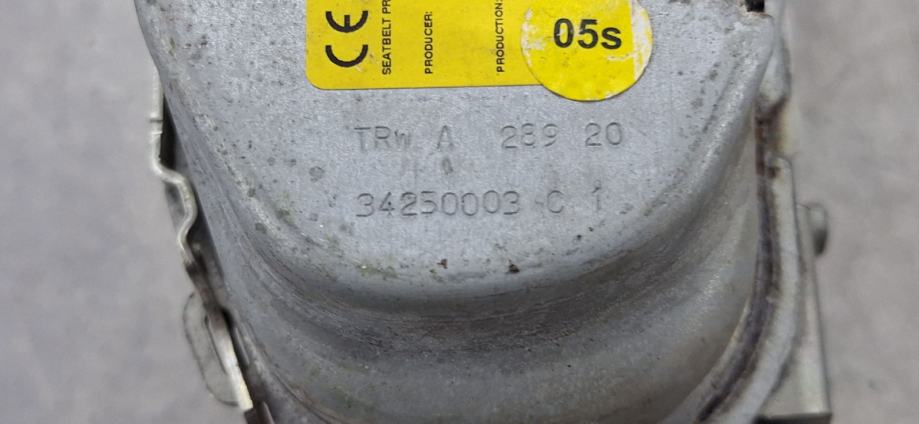 CE
SEATBELT PR
PRODUCER:
PRODUCTION:
05s
TRW A 289 20
34250003 C 1